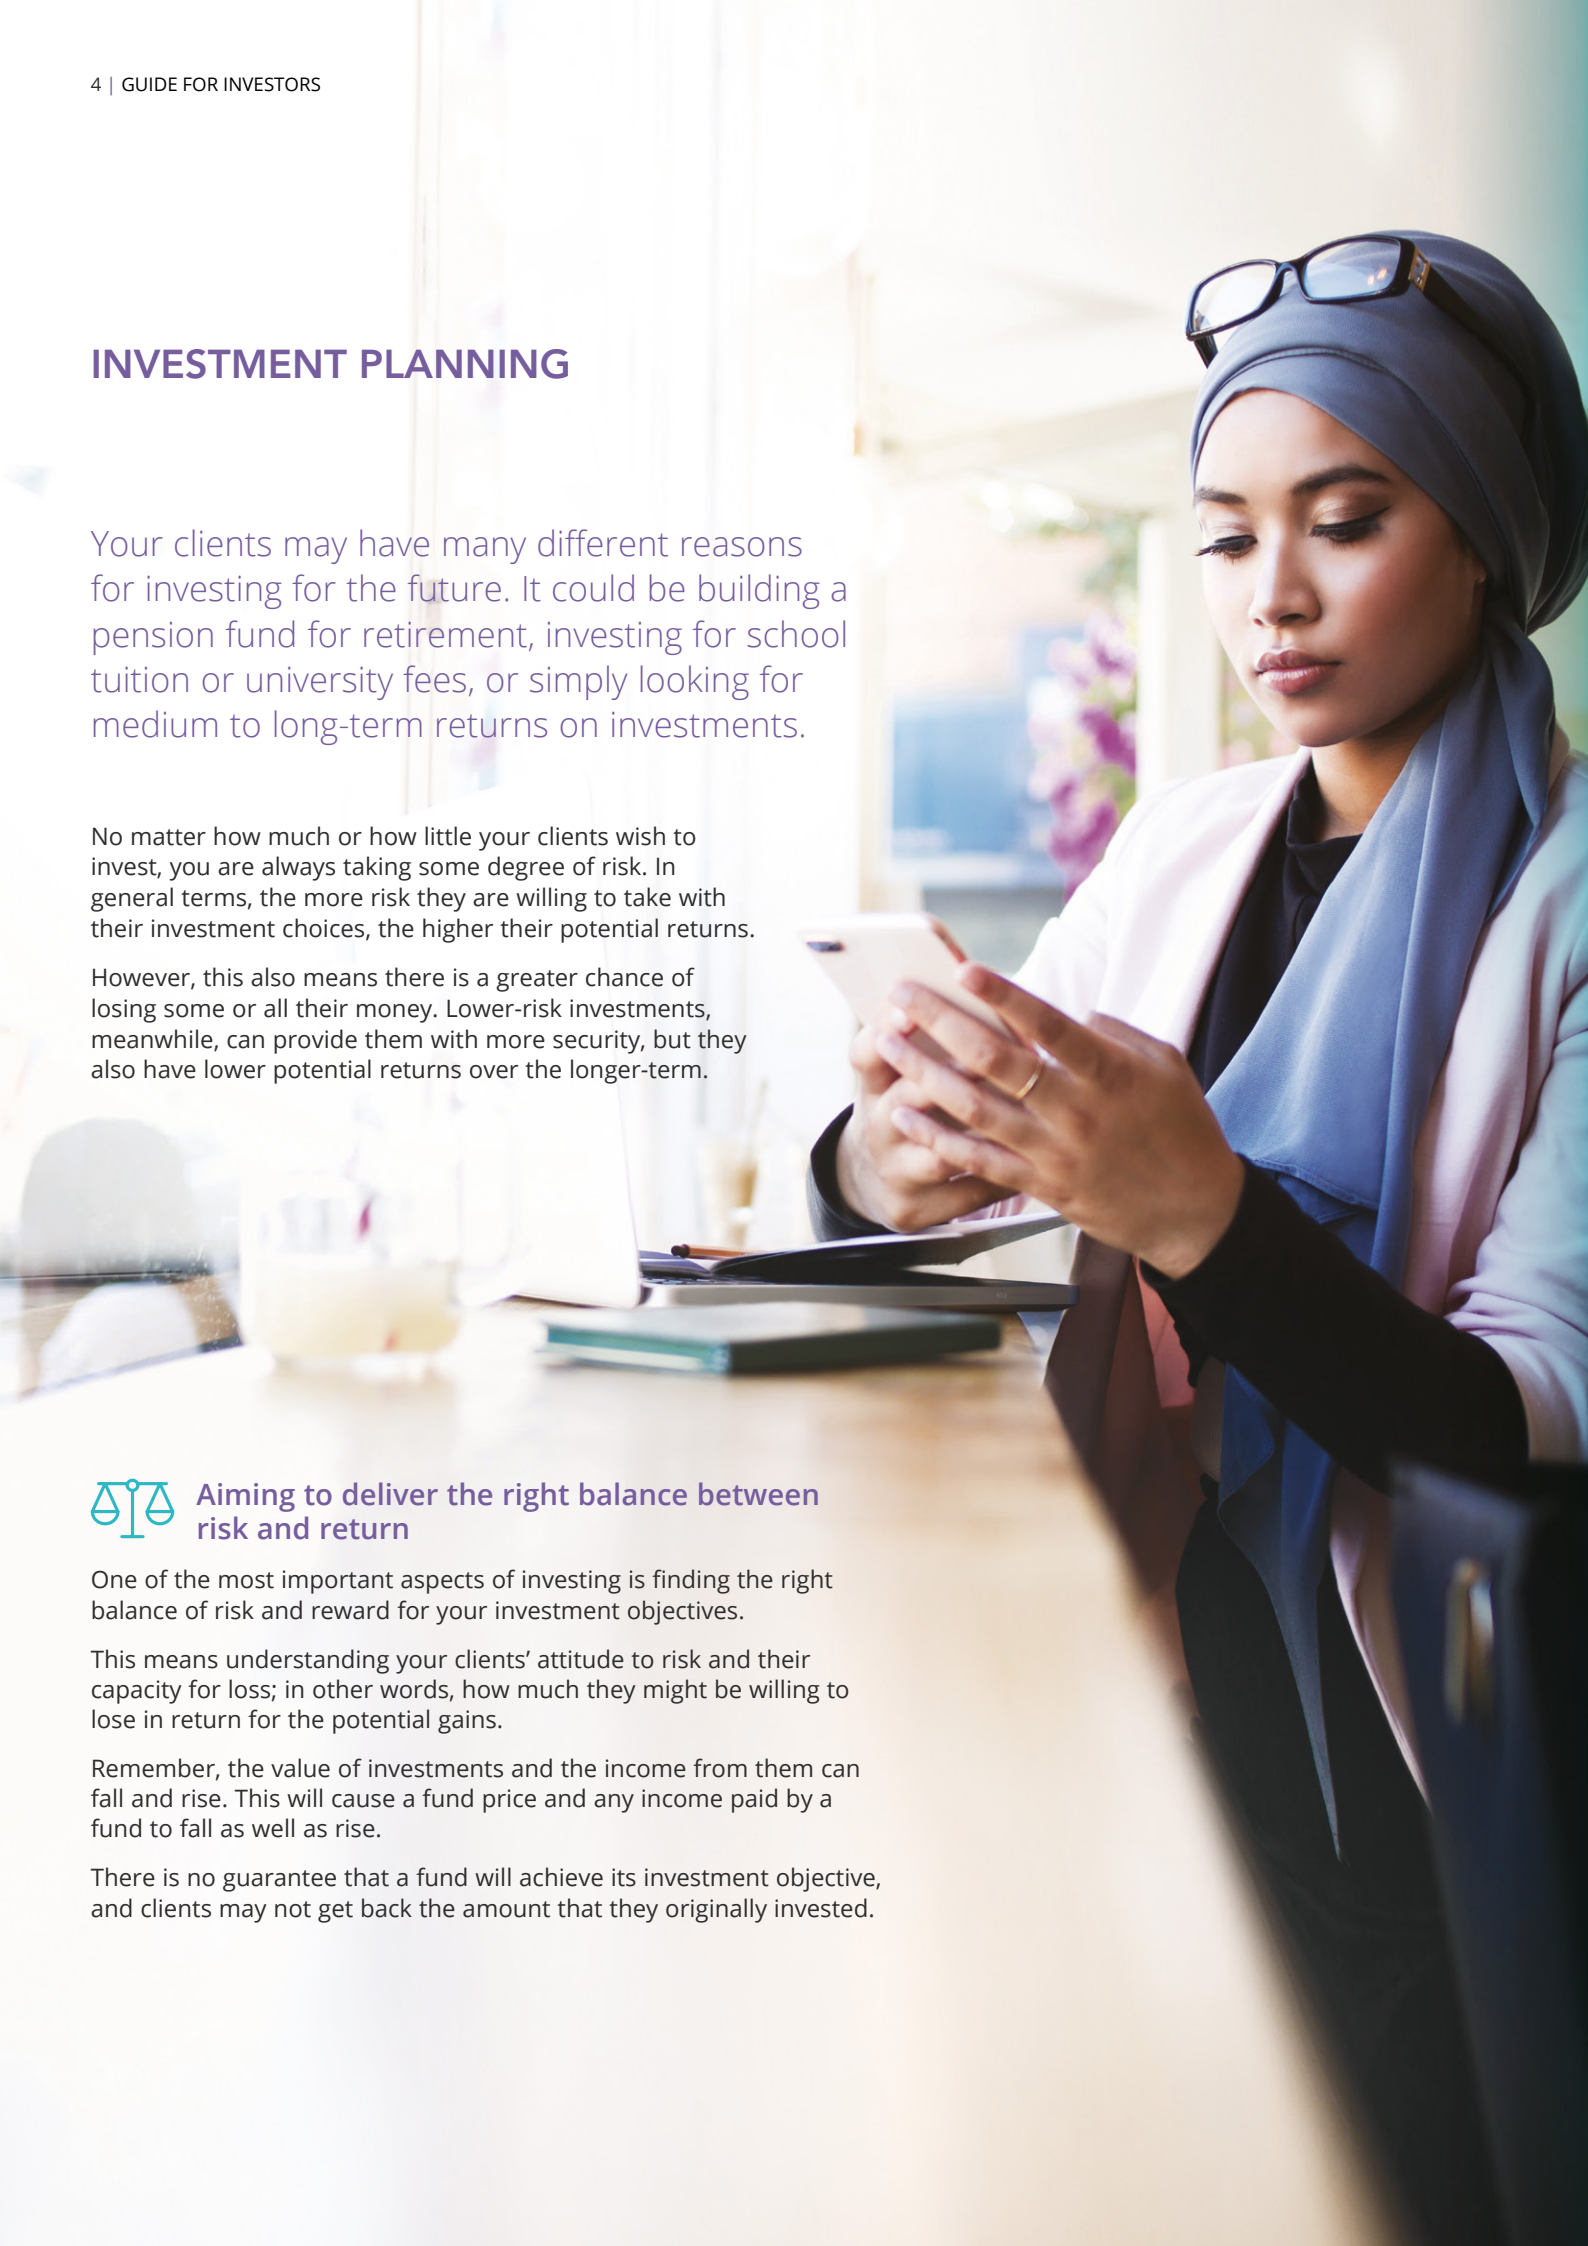 4 | GUIDE FOR INVESTORS
INVESTMENT PLANNING
Your clients may have many different reasons
for investing for the future. It could be building a
pension fund for retirement, investing for school
tuition or university fees, or simply looking for
medium to long-term returns on investments.
No matter how much or how little your clients wish to
invest, you are always taking some degree of risk. In
general terms, the more risk they are willing to take with
their investment choices, the higher their potential returns.
However, this also means there is a greater chance of
losing some or all their money. Lower-risk investments,
meanwhile, can provide them with more security, but they
also have lower potential returns over the longer-term.
Aiming to deliver the right balance between
risk and return
One of the most important aspects of investing is finding the right
balance of risk and reward for your investment objectives.
This means understanding your clients’ attitude to risk and their
capacity for loss; in other words, how much they might be willing to
lose in return for the potential gains.
Remember, the value of investments and the income from them can
fall and rise. This will cause a fund price and any income paid by a
fund to fall as well as rise.
There is no guarantee that a fund will achieve its investment objective,
and clients may not get back the amount that they originally invested.